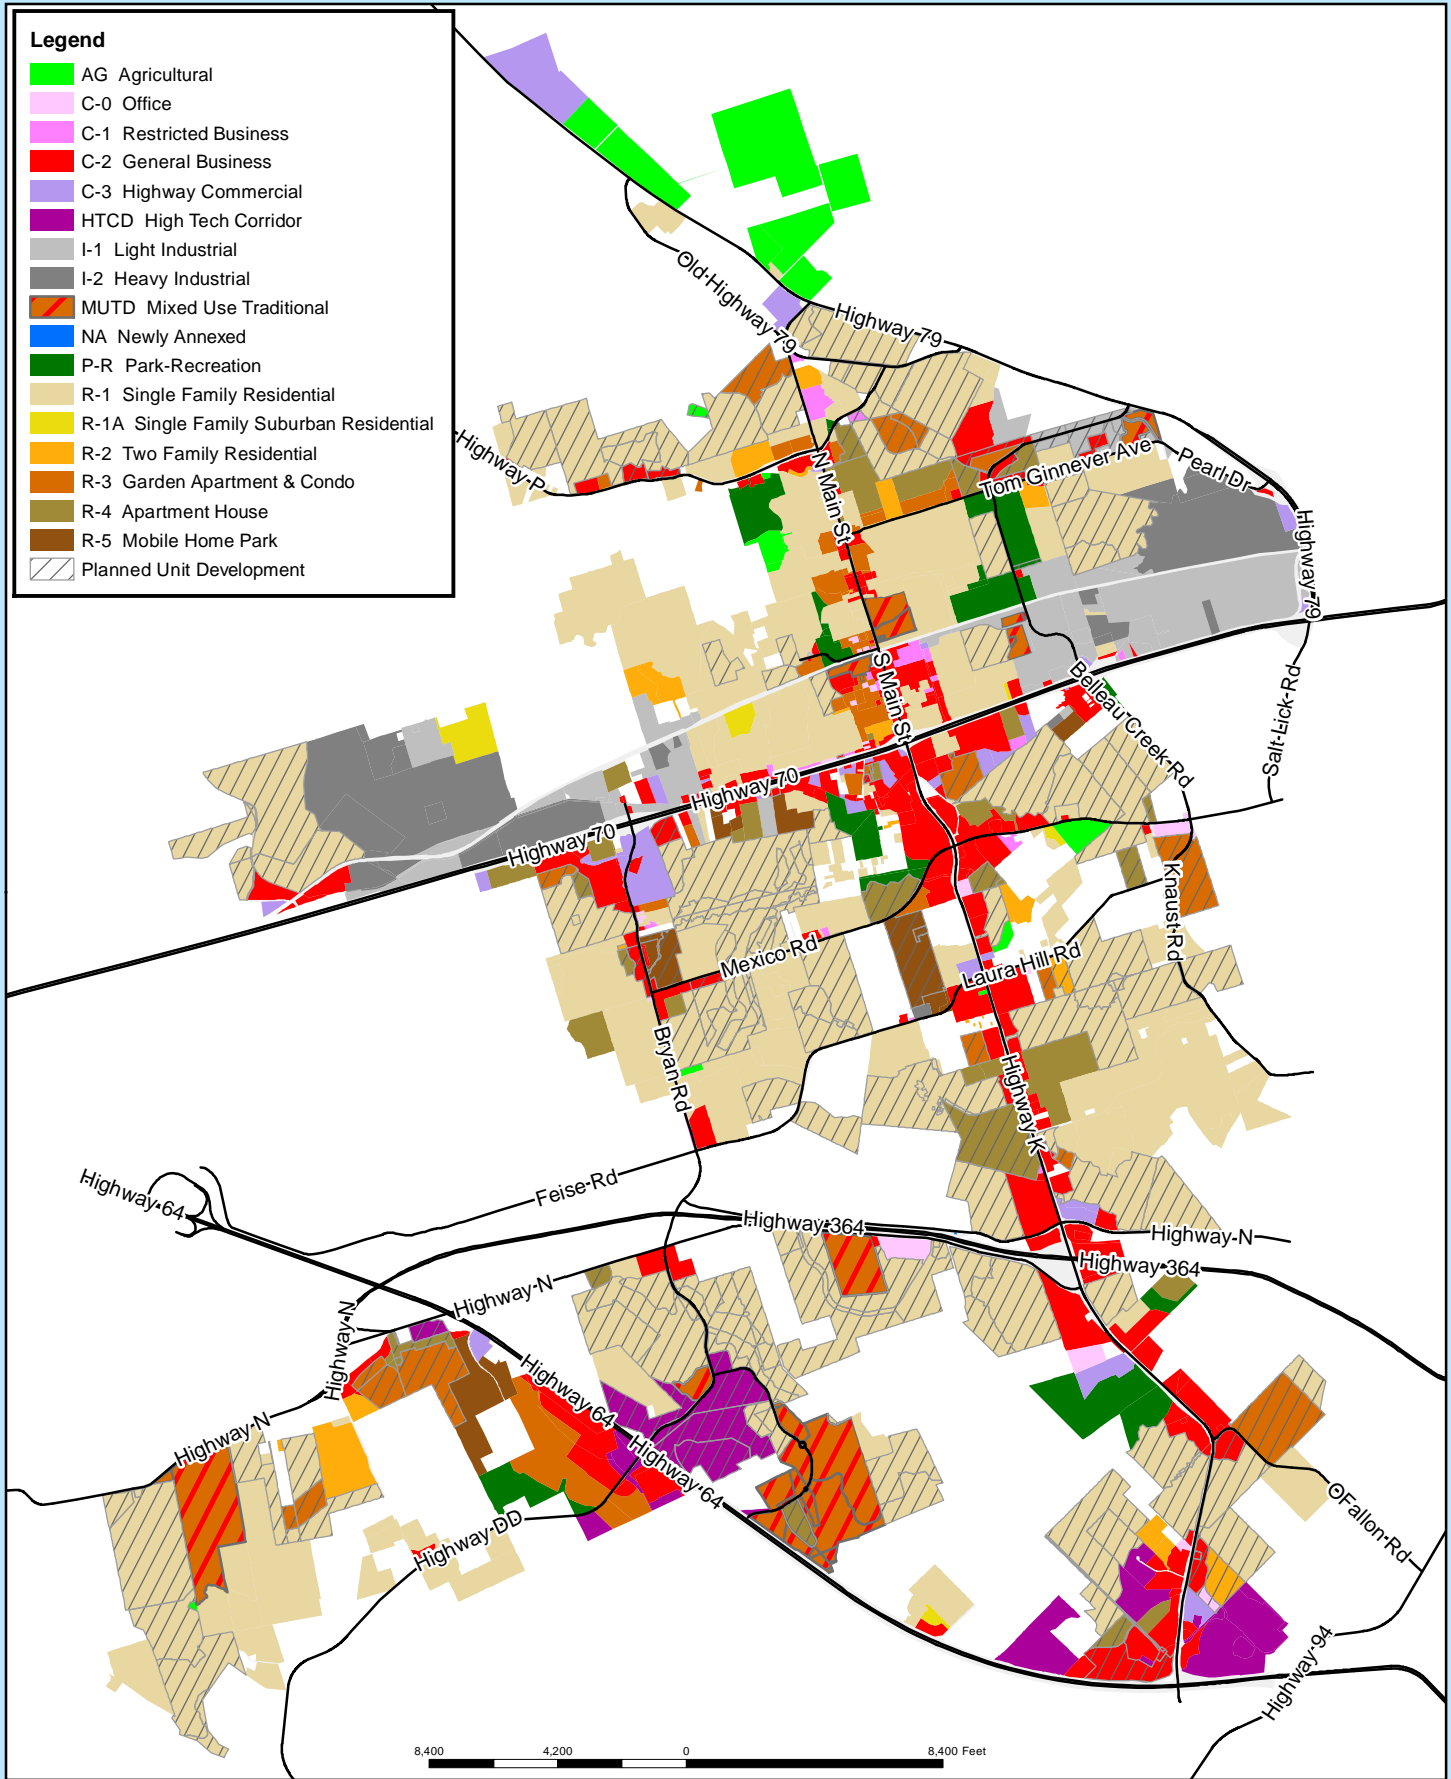 Legend
AG Agricultural
C-0 Office
C-1 Restricted Business
C-2 General Business
C-3 Highway Commercial
HTCD High Tech Corridor
I-1 Light Industrial
I-2 Heavy Industrial
MUTD Mixed Use Traditional
NA Newly Annexed
P-R Park-Recreation
R-1 Single Family Residential
R-1A Single Family Suburban Residential
R-2 Two Family Residential
R-3 Garden Apartment & Condo
R-4 Apartment House
R-5 Mobile Home Park
Planned Unit Development
Old Highway 79
Highway 79
Highway P
N Main St
Tom Ginnever Ave
Pearl Dr
Highway 79
S Main St
Belleau Creek Rd
Salt Lick Rd
Highway 70
Highway 70
Knaust Rd
Mexico Rd
Laura Hill Rd
Bryan Rd
Highway K
Highway 64
Feise Rd
Highway 364
Highway N
Highway 364
Highway N
Highway N
Highway 64
Highway N
Highway 64
OFallon Rd
Highway DD
Highway 94
8,400
4,200
0
8,400 Feet